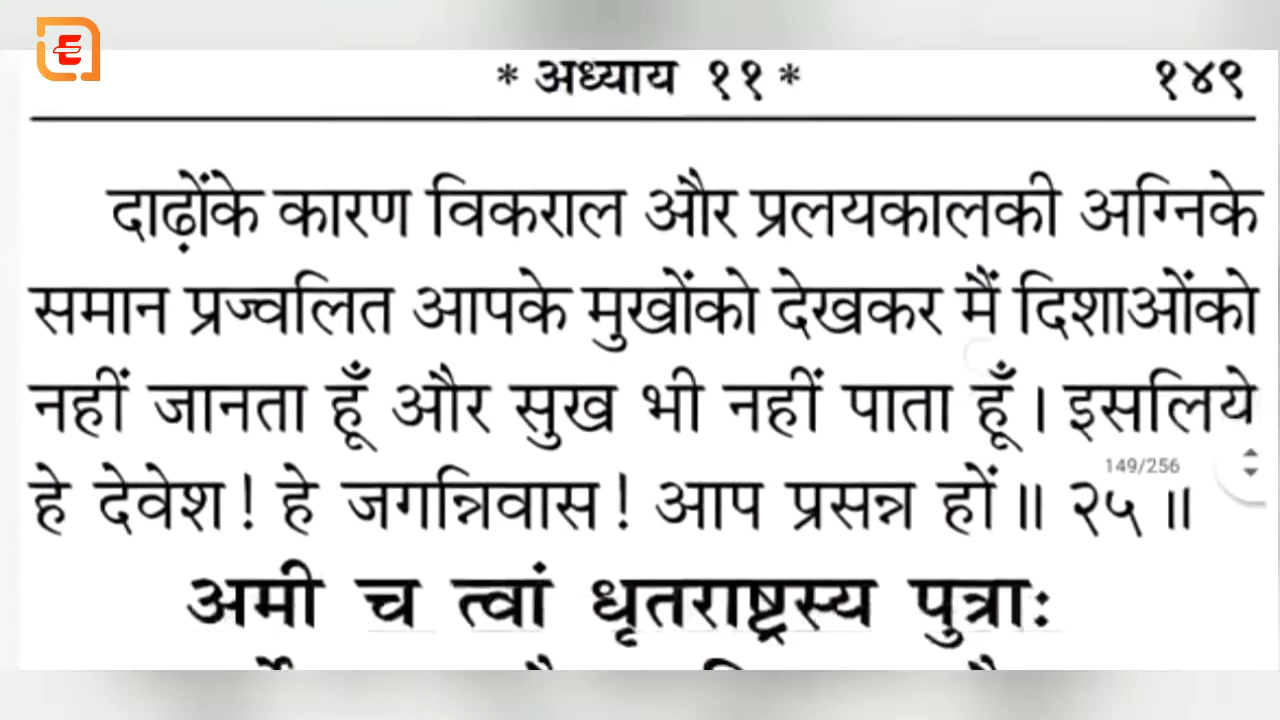 * अध्याय ११ * १४९
दाढ़ोंके कारण विकराल और प्रलयकालकी अग्निके
समान प्रज्वलित आपके मुखोंको देखकर मैं दिशाओंको
नहीं जानता हूँ और सुख भी नहीं पाता हूँ। इसलिये
149/256
हे देवेश! हे जगन्निवास! आप प्रसन्न हों॥ २५ ॥
अमी च त्वां धृतराष्ट्रस्य पुत्राः